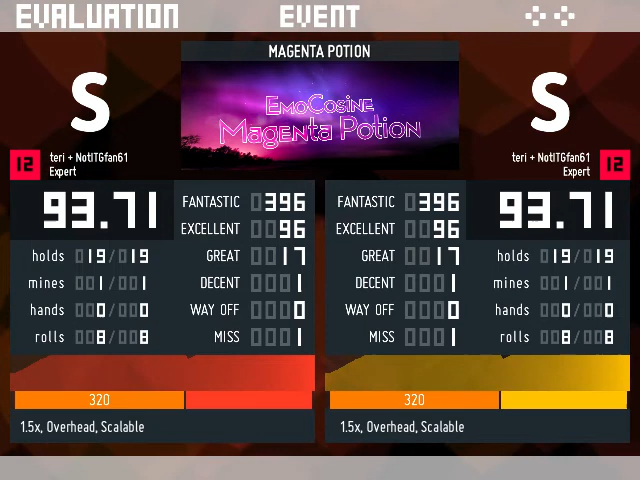 EVALUATION
EVENT
MAGENTA POTION
EmoCosine
Magenta Potion
S
S
12
teri + NotITGfan61
Expert
teri + NotITGfan61
Expert
12
93.71
holds 019/019
mines 001/001
hands 000/000
rolls 008/008
FANTASTIC 0396
EXCELLENT 0096
GREAT 0017
DECENT 0001
WAY OFF 0000
MISS 0001
FANTASTIC 0396
EXCELLENT 0096
GREAT 0017
DECENT 0001
WAY OFF 0000
MISS 0001
93.71
holds 019/019
mines 001/001
hands 000/000
rolls 008/008
320
320
1.5x, Overhead, Scalable
1.5x, Overhead, Scalable